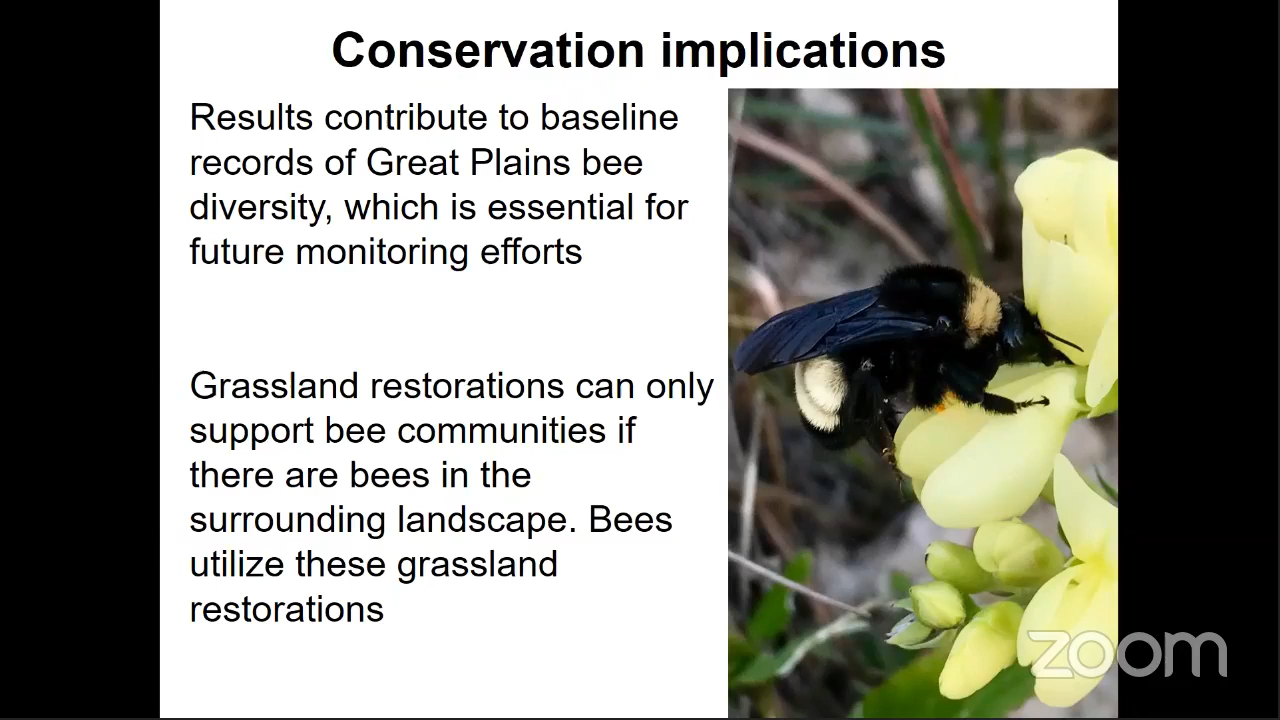 Conservation implications
Results contribute to baseline
records of Great Plains bee
diversity, which is essential for
future monitoring efforts
Grassland restorations can only
support bee communities if
there are bees in the
surrounding landscape. Bees
utilize these grassland
restorations
zoom